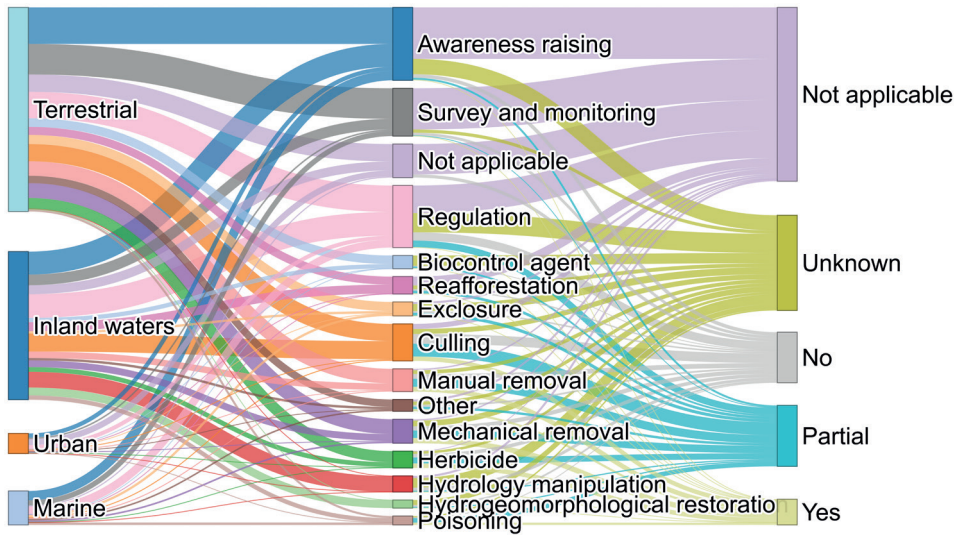 Terrestrial
Inland waters
Urban
Marine
Awareness raising
Survey and monitoring
Not applicable
Regulation
Biocontrol agent
Reafforestation
Exclosure
Culling
Manual removal
Other
Mechanical removal
Herbicide
Hydrology manipulation
Hydrogeomorphological restoration
Poisoning
Not applicable
Unknown
No
Partial
Yes